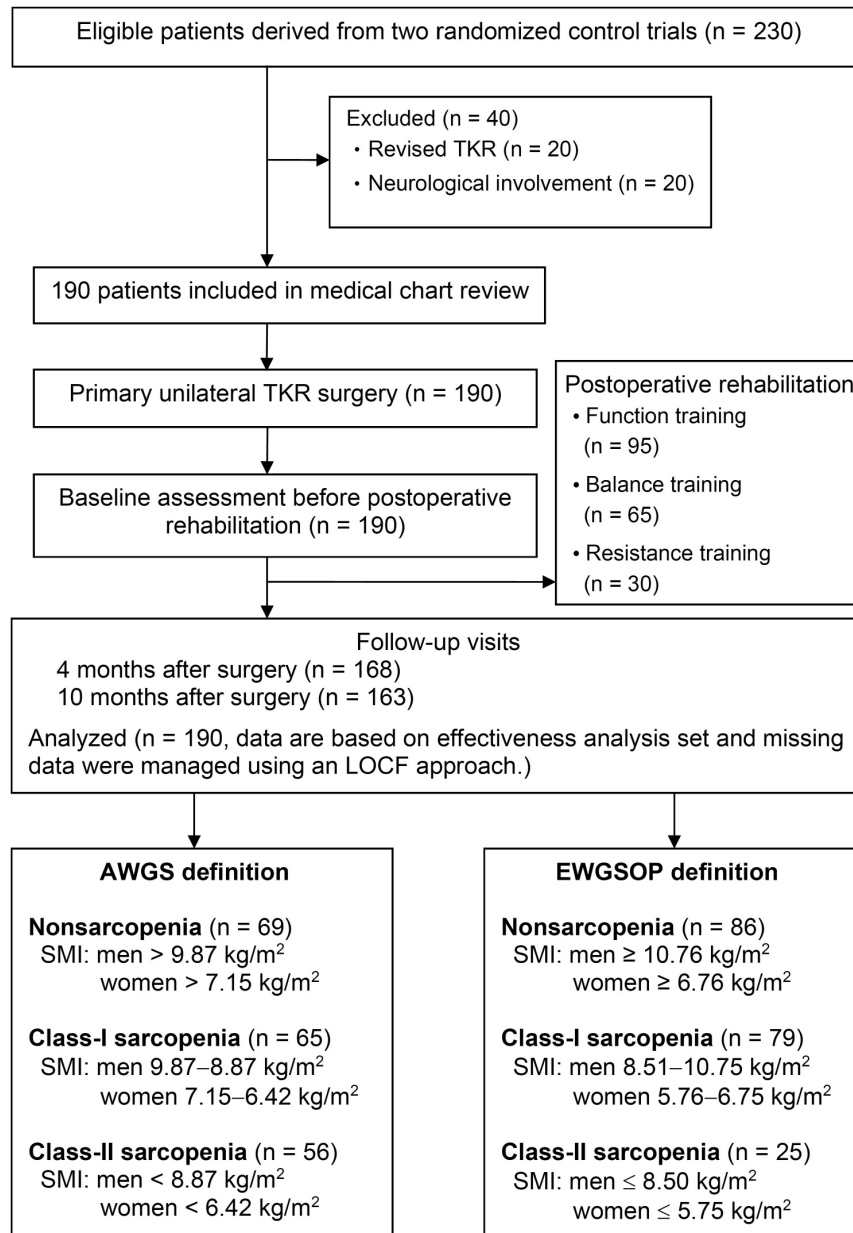 Eligible patients derived from two randomized control trials (n = 230)
Excluded (n = 40)
・Revised TKR (n = 20)
・Neurological involvement (n = 20)
190 patients included in medical chart review
Primary unilateral TKR surgery (n = 190)
Postoperative rehabilitation
• Function training
(n = 95)
• Balance training
(n = 65)
• Resistance training
(n = 30)
Baseline assessment before postoperative
rehabilitation (n = 190)
Follow-up visits
4 months after surgery (n = 168)
10 months after surgery (n = 163)
Analyzed (n = 190, data are based on effectiveness analysis set and missing
data were managed using an LOCF approach.)
AWGS definition
Nonsarcopenia (n = 69)
SMI: men > 9.87 kg/m²
women > 7.15 kg/m²
Class-I sarcopenia (n = 65)
SMI: men 9.87–8.87 kg/m²
women 7.15–6.42 kg/m²
Class-II sarcopenia (n = 56)
SMI: men < 8.87 kg/m²
women < 6.42 kg/m²
EWGSOP definition
Nonsarcopenia (n = 86)
SMI: men ≥ 10.76 kg/m²
women ≥ 6.76 kg/m²
Class-I sarcopenia (n = 79)
SMI: men 8.51–10.75 kg/m²
women 5.76–6.75 kg/m²
Class-II sarcopenia (n = 25)
SMI: men ≤ 8.50 kg/m²
women ≤ 5.75 kg/m²